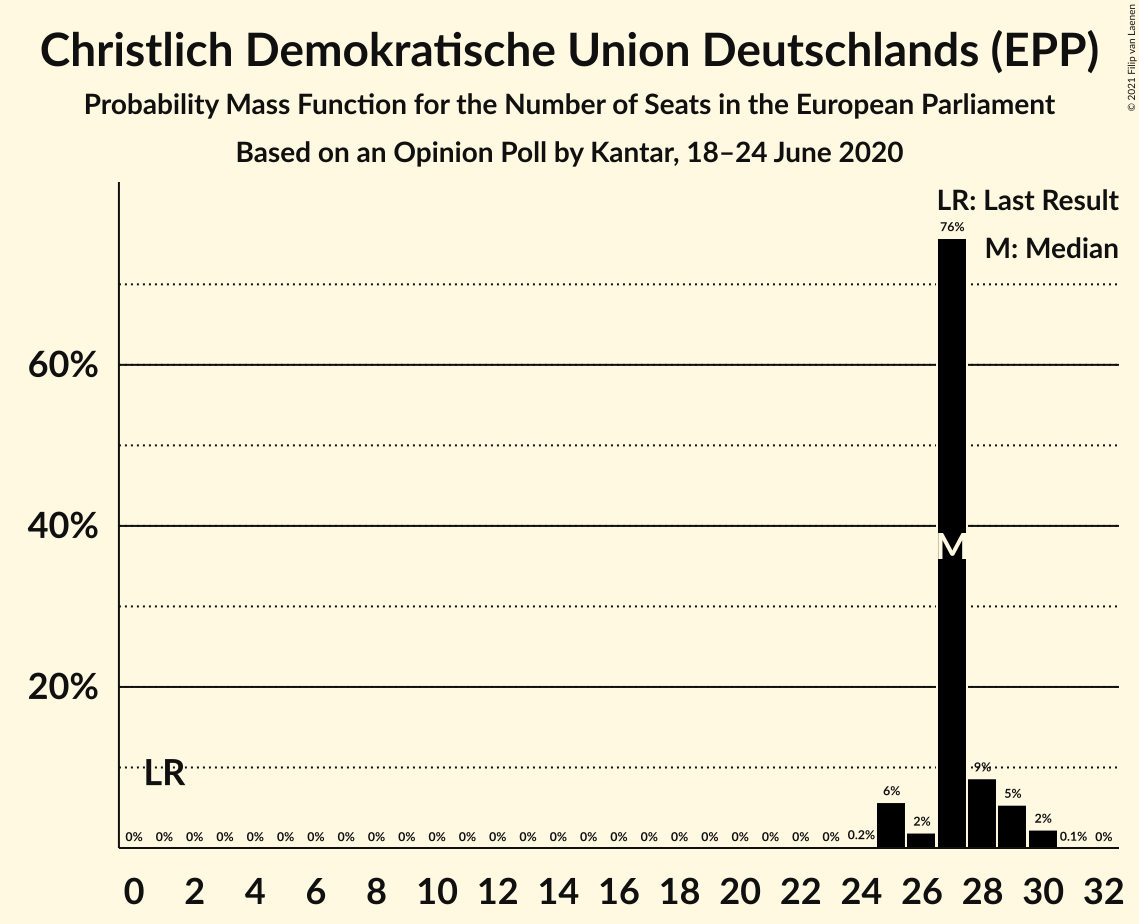 Christlich Demokratische Union Deutschlands (EPP)
Probability Mass Function for the Number of Seats in the European Parliament
Based on an Opinion Poll by Kantar, 18–24 June 2020
© 2021 Filip van Laenen
LR: Last Result
M: Median
76%
60%
40%
M
20%
LR
0% 0% 0% 0% 0% 0% 0% 0% 0% 0% 0% 0% 0% 0% 0% 0% 0% 0% 0% 0% 0% 0% 0% 0% 0.2% 6% 2% 9% 5% 2% 0.1% 0%
0 2 4 6 8 10 12 14 16 18 20 22 24 26 28 30 32